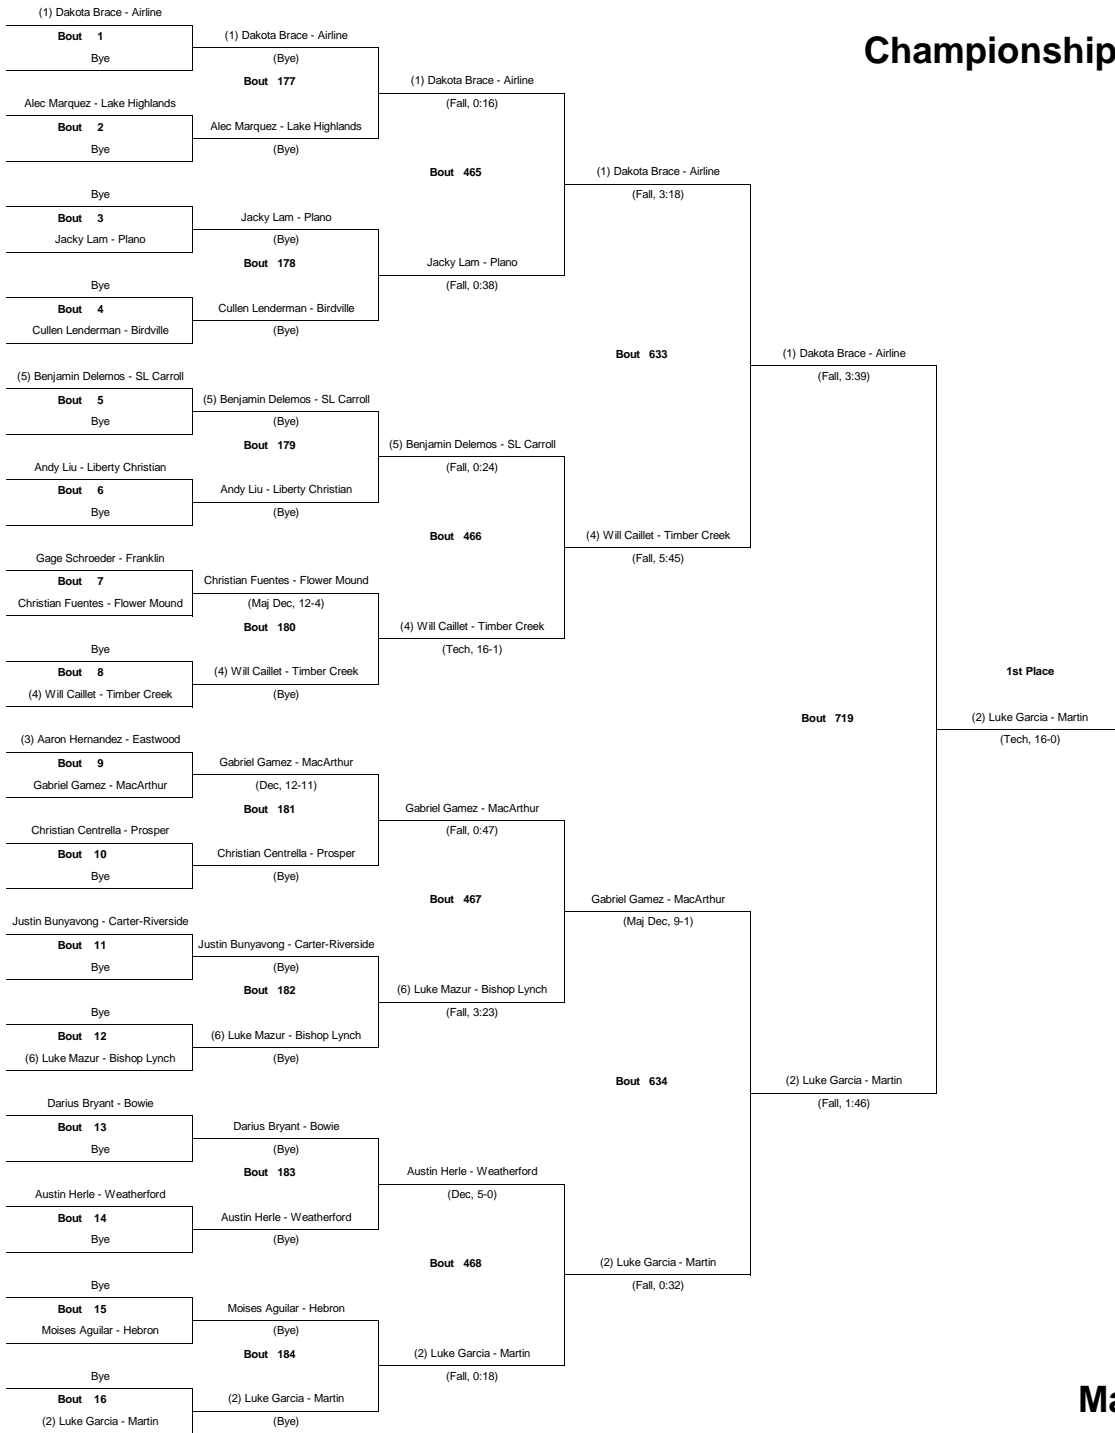 (1) Dakota Brace - Airline
Bout 1
Bye
Alec Marquez - Lake Highlands
Bout 2
Bye
Bye
Bout 3
Jacky Lam - Plano
Bye
Bout 4
Cullen Lenderman - Birdville
(5) Benjamin Delemos - SL Carroll
Bout 5
Bye
Andy Liu - Liberty Christian
Bout 6
Bye
Gage Schroeder - Franklin
Bout 7
Christian Fuentes - Flower Mound
Bye
Bout 8
(4) Will Caillet - Timber Creek
(3) Aaron Hernandez - Eastwood
Bout 9
Gabriel Gamez - MacArthur
Christian Centrella - Prosper
Bout 10
Bye
Justin Bunyavong - Carter-Riverside
Bout 11
Bye
Bye
Bout 12
(6) Luke Mazur - Bishop Lynch
Darius Bryant - Bowie
Bout 13
Bye
Austin Herle - Weatherford
Bout 14
Bye
Bye
Bout 15
Moises Aguilar - Hebron
Bye
Bout 16
(2) Luke Garcia - Martin
(1) Dakota Brace - Airline
(Bye)
Bout 177
Alec Marquez - Lake Highlands
(Bye)
Jacky Lam - Plano
(Bye)
Bout 178
Cullen Lenderman - Birdville
(Bye)
(5) Benjamin Delemos - SL Carroll
(Bye)
Bout 179
Andy Liu - Liberty Christian
(Bye)
Christian Fuentes - Flower Mound
(Maj Dec, 12-4)
Bout 180
(4) Will Caillet - Timber Creek
(Bye)
Gabriel Gamez - MacArthur
(Dec, 12-11)
Bout 181
Christian Centrella - Prosper
(Bye)
Justin Bunyavong - Carter-Riverside
(Bye)
Bout 182
(6) Luke Mazur - Bishop Lynch
(Bye)
Darius Bryant - Bowie
(Bye)
Bout 183
Austin Herle - Weatherford
(Bye)
Moises Aguilar - Hebron
(Bye)
Bout 184
(2) Luke Garcia - Martin
(Bye)
(1) Dakota Brace - Airline
(Fall, 0:16)
Bout 465
Jacky Lam - Plano
(Fall, 0:38)
(5) Benjamin Delemos - SL Carroll
(Fall, 0:24)
Bout 466
(4) Will Caillet - Timber Creek
(Tech, 16-1)
Gabriel Gamez - MacArthur
(Fall, 0:47)
Bout 467
(6) Luke Mazur - Bishop Lynch
(Fall, 3:23)
Austin Herle - Weatherford
(Dec, 5-0)
Bout 468
(2) Luke Garcia - Martin
(Fall, 0:18)
(1) Dakota Brace - Airline
(Fall, 3:18)
Bout 633
(4) Will Caillet - Timber Creek
(Fall, 5:45)
Gabriel Gamez - MacArthur
(Maj Dec, 9-1)
Bout 634
(2) Luke Garcia - Martin
(Fall, 0:32)
(1) Dakota Brace - Airline
(Fall, 3:39)
Bout 719
(2) Luke Garcia - Martin
(Fall, 1:46)
Championship
1st Place
(2) Luke Garcia - Martin
(Tech, 16-0)
Ma